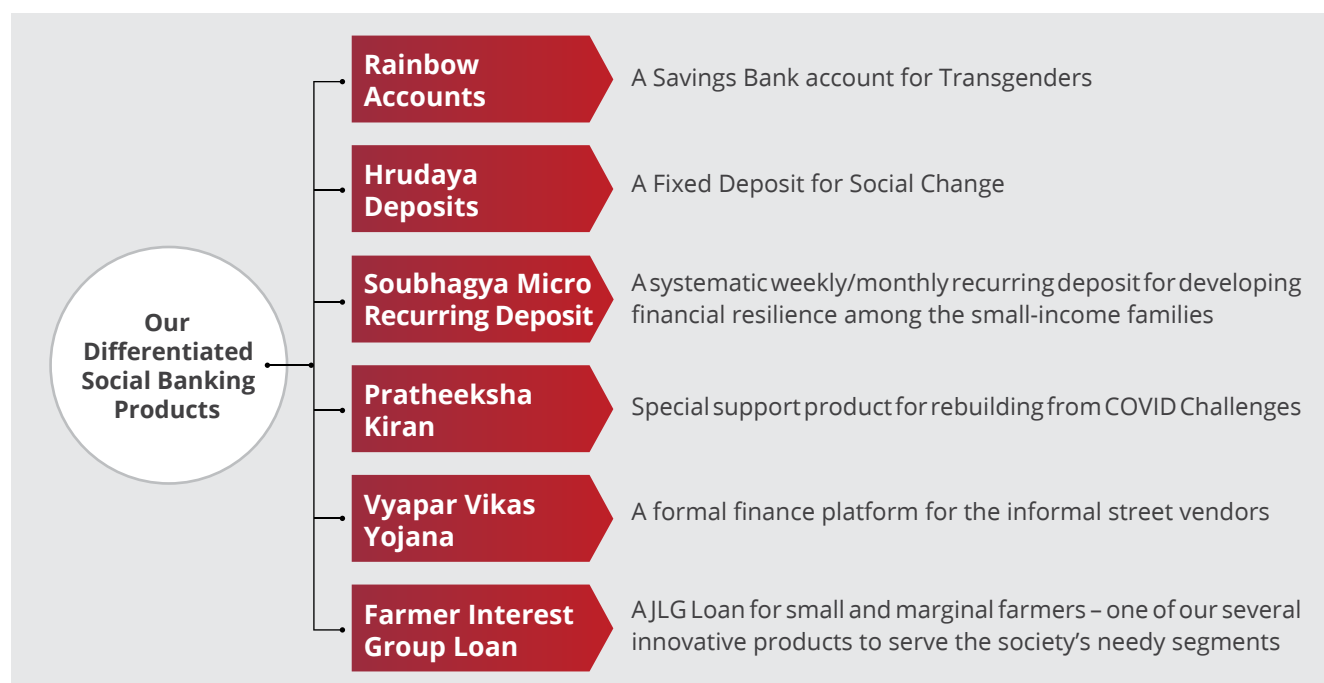 Our
Differentiated
Social Banking
Products
Rainbow
Accounts
A Savings Bank account for Transgenders
Hrudaya
Deposits
A Fixed Deposit for Social Change
Soubhagya Micro
Recurring Deposit
A systematic weekly/monthly recurring deposit for developing
financial resilience among the small-income families
Pratheeksha
Kiran
Special support product for rebuilding from COVID Challenges
Vyapar Vikas
Yojana
A formal finance platform for the informal street vendors
Farmer Interest
Group Loan
A JLG Loan for small and marginal farmers – one of our several
innovative products to serve the society’s needy segments